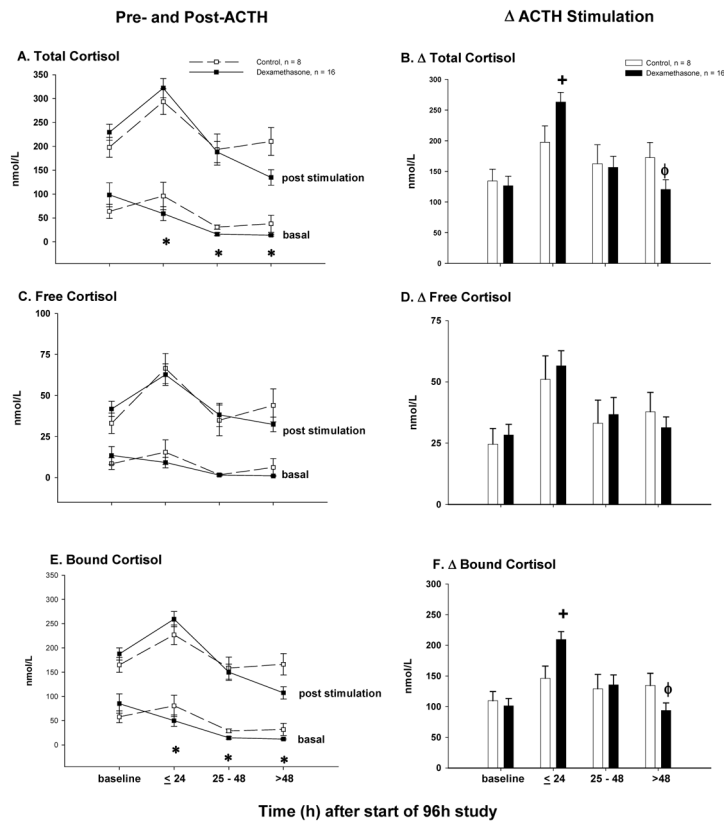 Pre- and Post-ACTH
Δ ACTH Stimulation
A. Total Cortisol
Control, n = 8
Dexamethasone, n = 16
350
300
250
200
150
100
50
0
nmol/L
post stimulation
basal
*
*
*
B. Δ Total Cortisol
Control, n = 8
Dexamethasone, n = 16
300
250
200
150
100
50
0
nmol/L
+
ϕ
C. Free Cortisol
100
75
50
25
0
nmol/L
post stimulation
basal
D. Δ Free Cortisol
75
50
25
0
nmol/L
E. Bound Cortisol
350
300
250
200
150
100
50
0
nmol/L
post stimulation
basal
*
*
*
baseline
≤ 24
25 - 48
>48
F. Δ Bound Cortisol
300
250
200
150
100
50
0
nmol/L
+
ϕ
baseline
≤ 24
25 - 48
>48
Time (h) after start of 96h study